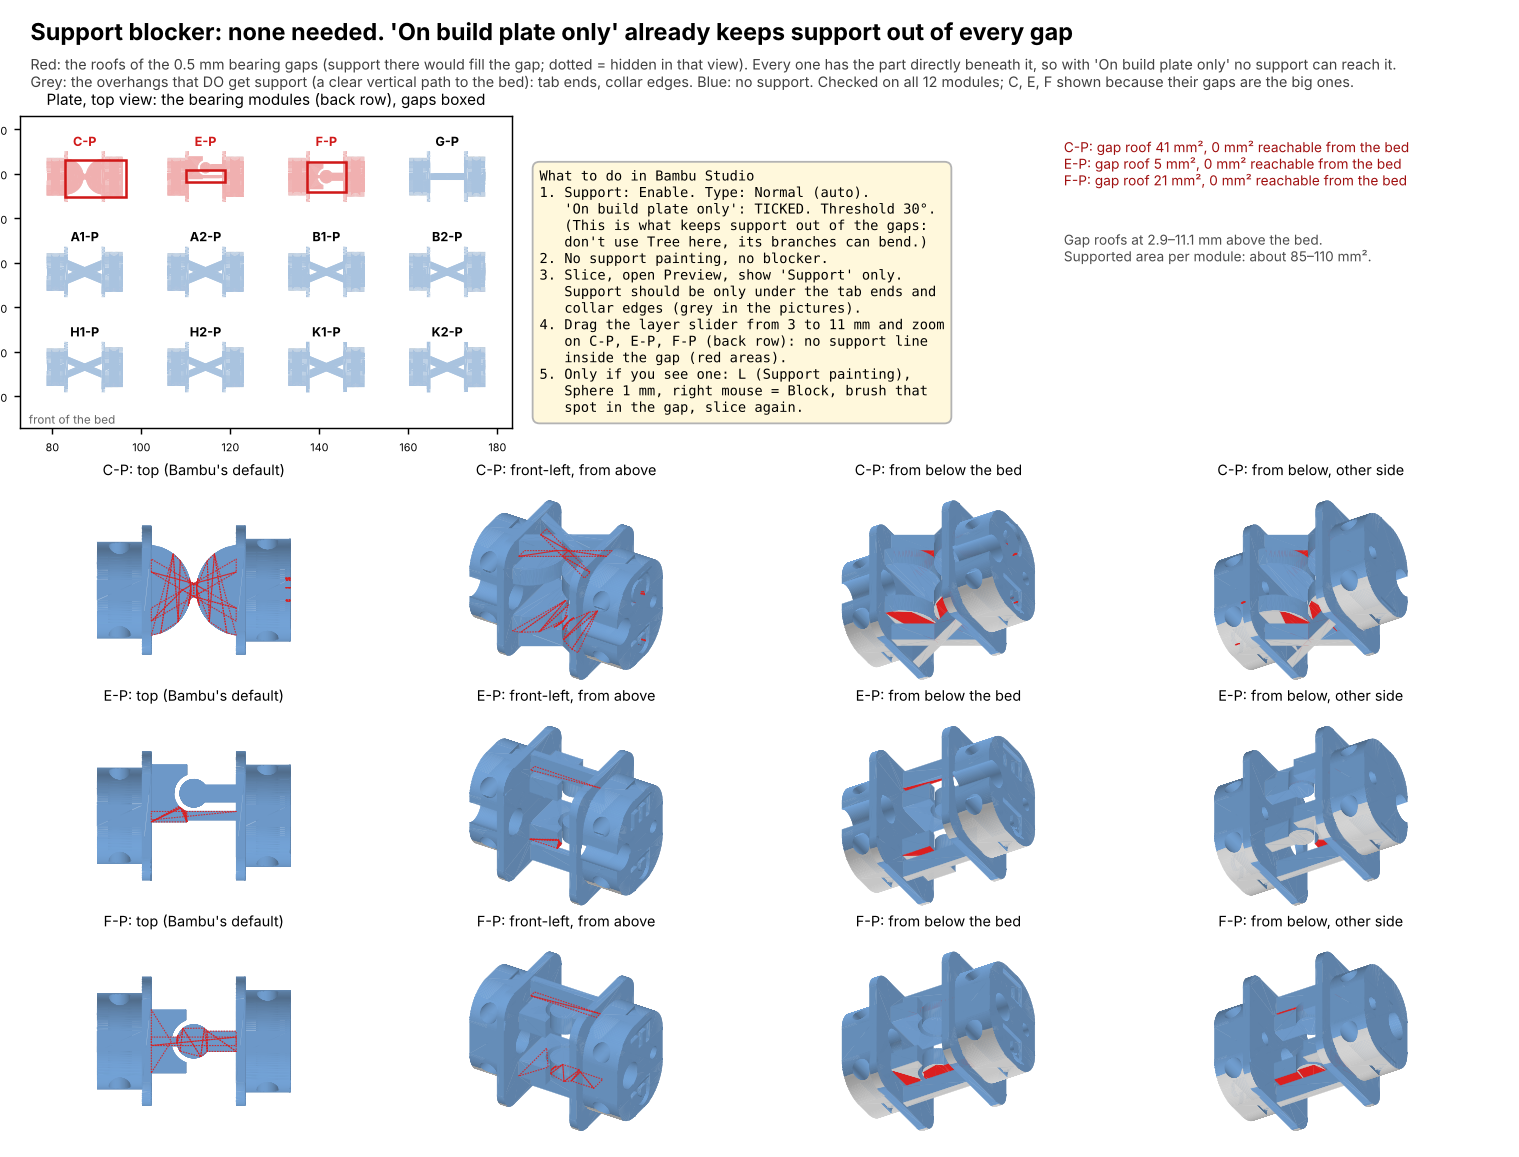 Support blocker: none needed. 'On build plate only' already keeps support out of every gap
Red: the roofs of the 0.5 mm bearing gaps (support there would fill the gap; dotted = hidden in that view). Every one has the part directly beneath it, so with 'On build plate only' no support can reach it.
Grey: the overhangs that DO get support (a clear vertical path to the bed): tab ends, collar edges. Blue: no support. Checked on all 12 modules; C, E, F shown because their gaps are the big ones.
Plate, top view: the bearing modules (back row), gaps boxed
C-P E-P F-P G-P
A1-P A2-P B1-P B2-P
H1-P H2-P K1-P K2-P
front of the bed
0
0
0
0
0
0
0
80 100 120 140 160 180
What to do in Bambu Studio
1. Support: Enable. Type: Normal (auto).
'On build plate only': TICKED. Threshold 30°.
(This is what keeps support out of the gaps:
don't use Tree here, its branches can bend.)
2. No support painting, no blocker.
3. Slice, open Preview, show 'Support' only.
Support should be only under the tab ends and
collar edges (grey in the pictures).
4. Drag the layer slider from 3 to 11 mm and zoom
on C-P, E-P, F-P (back row): no support line
inside the gap (red areas).
5. Only if you see one: L (Support painting),
Sphere 1 mm, right mouse = Block, brush that
spot in the gap, slice again.
C-P: gap roof 41 mm², 0 mm² reachable from the bed
E-P: gap roof 5 mm², 0 mm² reachable from the bed
F-P: gap roof 21 mm², 0 mm² reachable from the bed
Gap roofs at 2.9–11.1 mm above the bed.
Supported area per module: about 85–110 mm².
C-P: top (Bambu's default)
C-P: front-left, from above
C-P: from below the bed
C-P: from below, other side
E-P: top (Bambu's default)
E-P: front-left, from above
E-P: from below the bed
E-P: from below, other side
F-P: top (Bambu's default)
F-P: front-left, from above
F-P: from below the bed
F-P: from below, other side